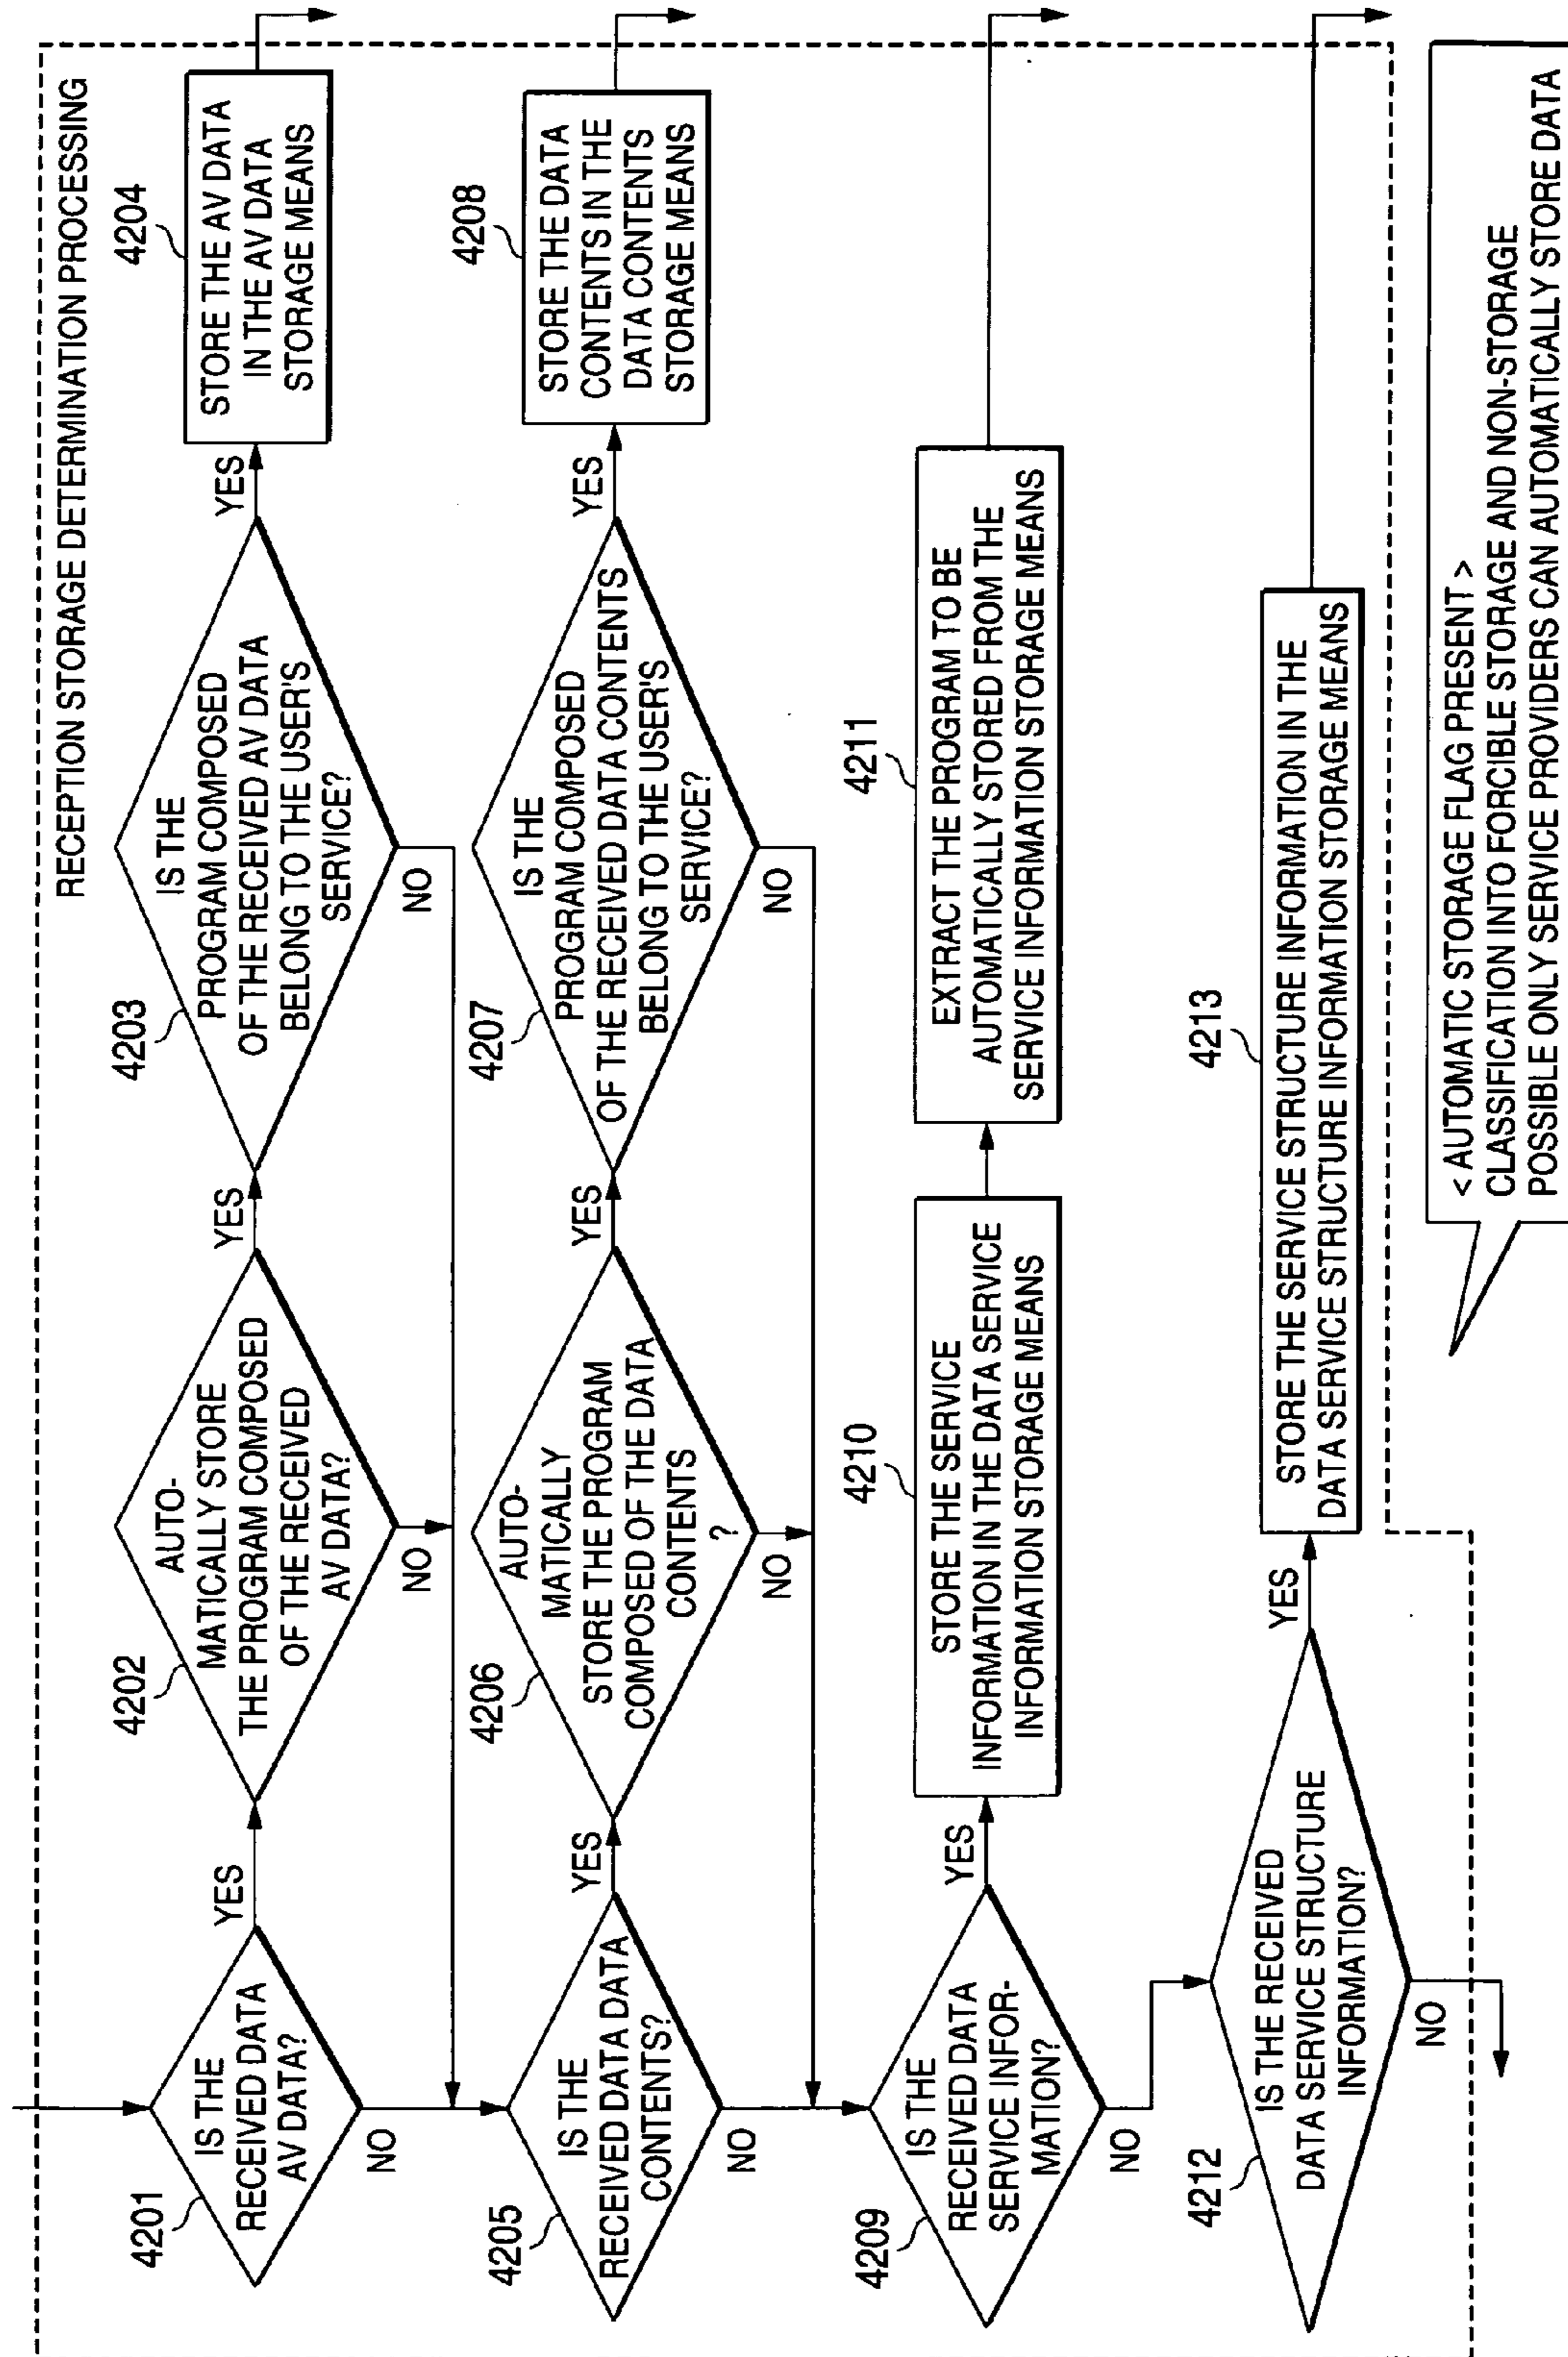 RECEPTION STORAGE DETERMINATION PROCESSING
4201
IS THE
RECEIVED DATA
AV DATA?
YES
NO
4202
AUTO-
MATICALLY STORE
THE PROGRAM COMPOSED
OF THE RECEIVED
AV DATA?
YES
NO
4203
IS THE
PROGRAM COMPOSED
OF THE RECEIVED AV DATA
BELONG TO THE USER'S
SERVICE?
YES
NO
4204
STORE THE AV DATA
IN THE AV DATA
STORAGE MEANS
4205
IS THE
RECEIVED DATA DATA
CONTENTS?
YES
NO
4206
AUTO-
MATICALLY
STORE THE PROGRAM
COMPOSED OF THE DATA
CONTENTS
?
YES
NO
4207
IS THE
PROGRAM COMPOSED
OF THE RECEIVED DATA CONTENTS
BELONG TO THE USER'S
SERVICE?
YES
NO
4208
STORE THE DATA
CONTENTS IN THE
DATA CONTENTS
STORAGE MEANS
4209
IS THE
RECEIVED DATA
SERVICE INFOR-
MATION?
YES
NO
4210
STORE THE SERVICE
INFORMATION IN THE DATA SERVICE
INFORMATION STORAGE MEANS
4211
EXTRACT THE PROGRAM TO BE
AUTOMATICALLY STORED FROM THE
SERVICE INFORMATION STORAGE MEANS
4212
IS THE RECEIVED
DATA SERVICE STRUCTURE
INFORMATION?
YES
NO
4213
STORE THE SERVICE STRUCTURE INFORMATION IN THE
DATA SERVICE STRUCTURE INFORMATION STORAGE MEANS
< AUTOMATIC STORAGE FLAG PRESENT >
CLASSIFICATION INTO FORCIBLE STORAGE AND NON-STORAGE
POSSIBLE ONLY SERVICE PROVIDERS CAN AUTOMATICALLY STORE DATA